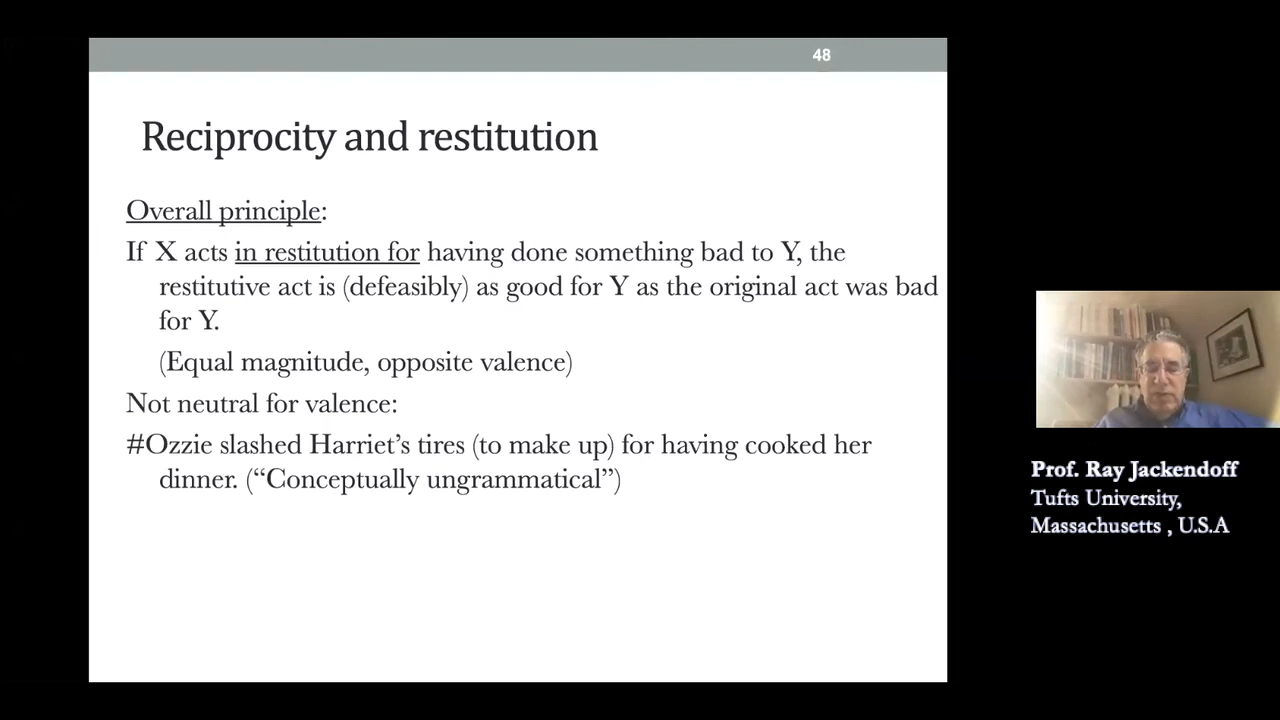 48
Reciprocity and restitution
Overall principle:
If X acts in restitution for having done something bad to Y, the
restitutive act is (defeasibly) as good for Y as the original act was bad
for Y.
(Equal magnitude, opposite valence)
Not neutral for valence:
#Ozzie slashed Harriet’s tires (to make up) for having cooked her
dinner. (“Conceptually ungrammatical”)
Prof. Ray Jackendoff
Tufts University,
Massachusetts , U.S.A